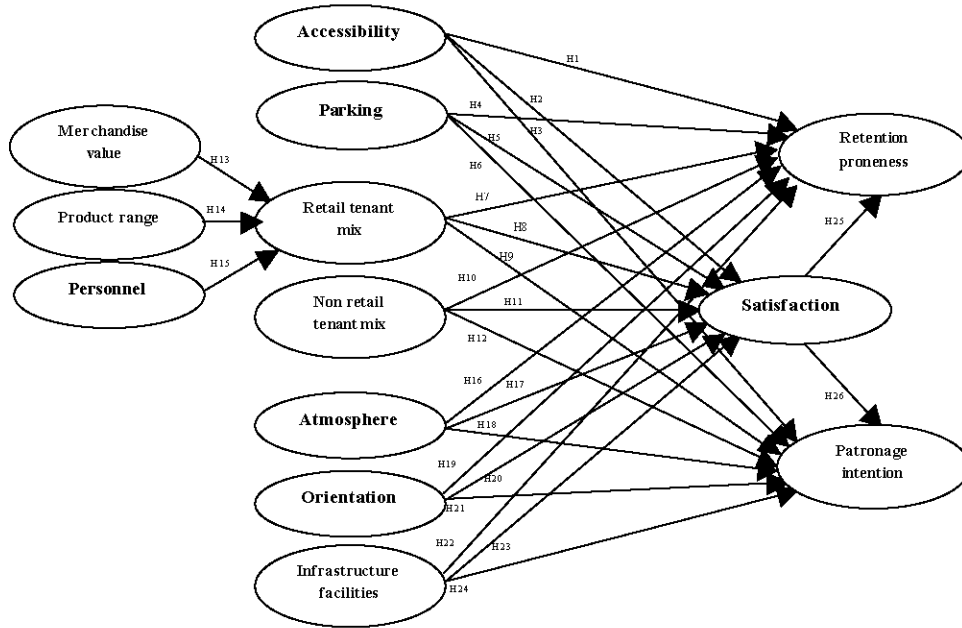 Accessibility
H1
Parking
H4
H2
H3
H5
Merchandise
value
H13
H6
Retention
proneness
Product range
H14
Retail tenant
mix
H7
H8
H25
Personnel
H15
H9
Non retail
tenant mix
H10
H11
Satisfaction
H12
Atmosphere
H16
H17
H18
H26
Patronage
intention
Orientation
H19
H20
H21
Infrastructure
facilities
H22
H23
H24